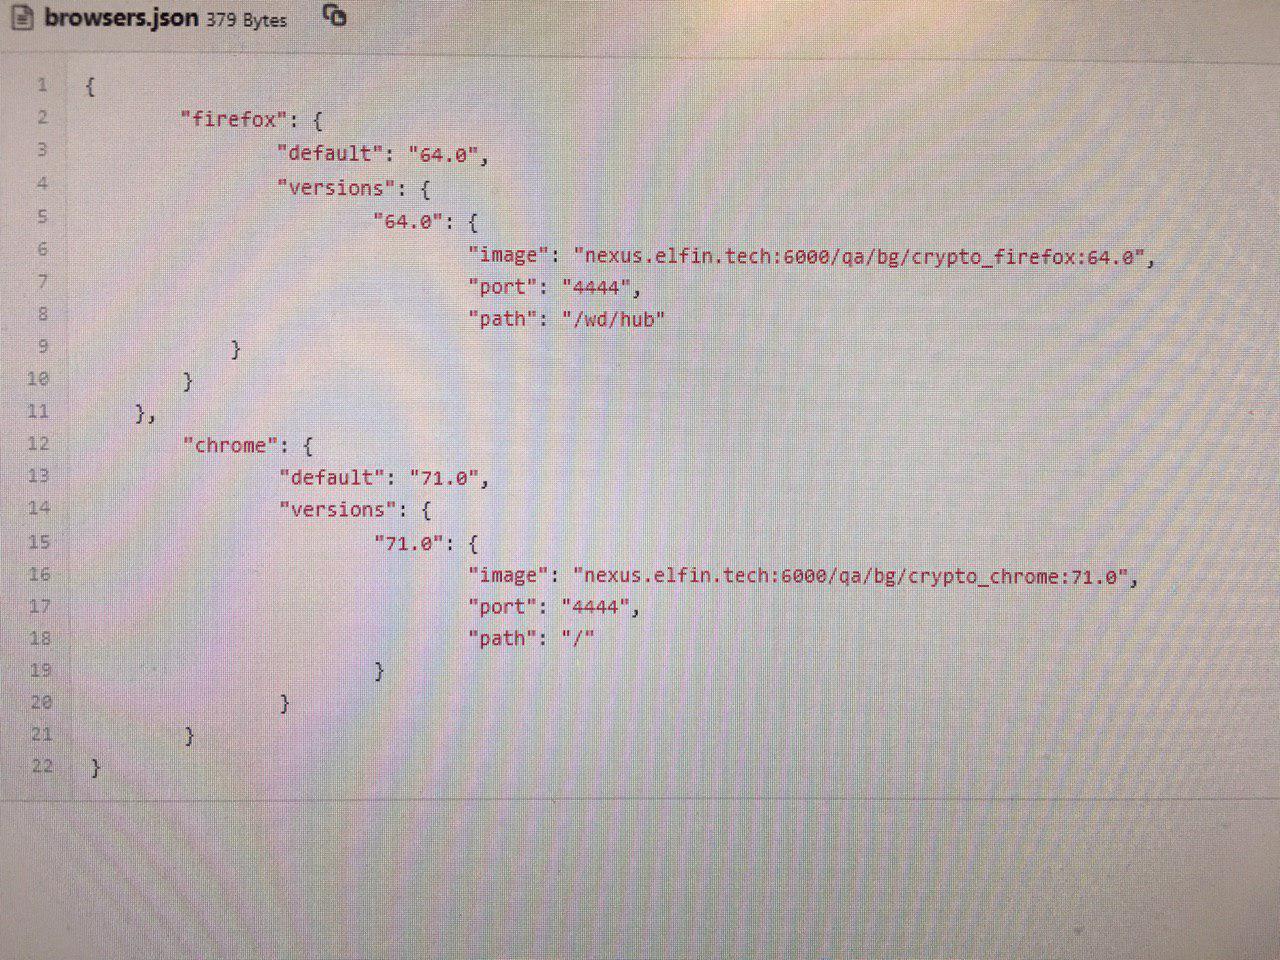 browsers.json 379 Bytes
1 {
2 "firefox": {
3 "default": "64.0",
4 "versions": {
5 "64.0": {
6 "image": "nexus.elfin.tech:6000/qa/bg/crypto_firefox:64.0",
7 "port": "4444",
8 "path": "/wd/hub"
9 }
10 }
11 },
12 "chrome": {
13 "default": "71.0",
14 "versions": {
15 "71.0": {
16 "image": "nexus.elfin.tech:6000/qa/bg/crypto_chrome:71.0",
17 "port": "4444",
18 "path": "/"
19 }
20 }
21 }
22 }